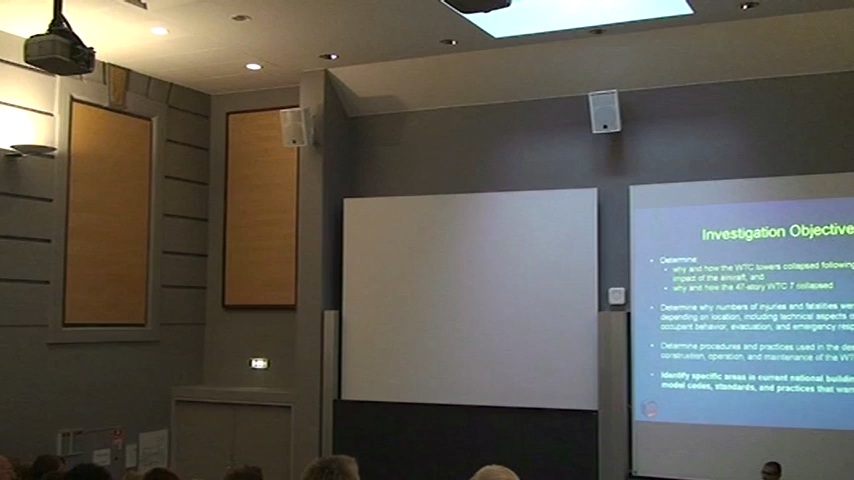 Investigation Objective
• Determine:
• why and how the WTC towers collapsed following
impact of the aircraft, and
• why and how the 47-story WTC 7 collapsed
• Determine why numbers of injuries and fatalities wer
depending on location, including technical aspects o
occupant behavior, evacuation, and emergency resp
• Determine procedures and practices used in the des
construction, operation, and maintenance of the WT
• Identify specific areas in current national building
model codes, standards, and practices that warr